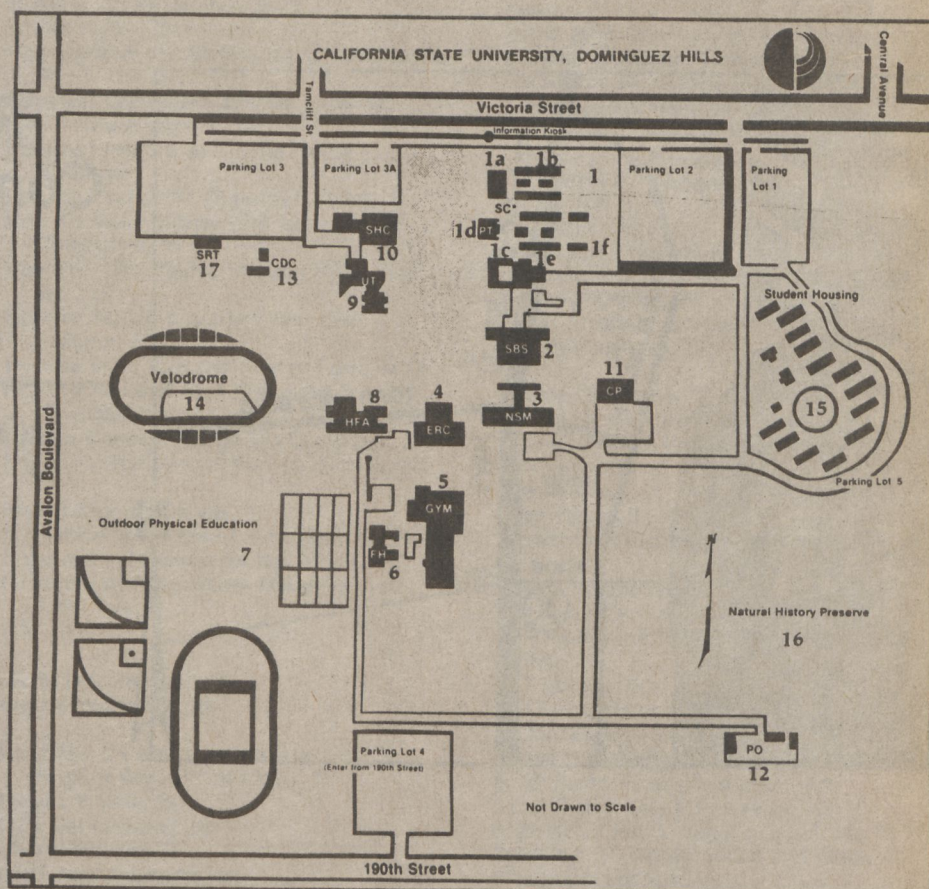 CALIFORNIA STATE UNIVERSITY, DOMINGUEZ HILLS
Central Avenue
Tamcliff St
Victoria Street
Information Kiosk
Parking Lot 3
Parking Lot 3A
1a
1b
1
Parking Lot 2
Parking
Lot 1
SC*
1d
PT
SHC
10
1f
1c
1e
SRT
17
CDC
13
UT
9
Student Housing
SBS
2
11
CP
Velodrome
14
15
8
HFA
4
ERC
3
NSM
Parking Lot 5
Avalon Boulevard
5
GYM
Outdoor Physical Education
7
FH
6
Natural History Preserve
16
Parking Lot 4
(Enter from 190th Street)
PO
12
Not Drawn to Scale
190th Street